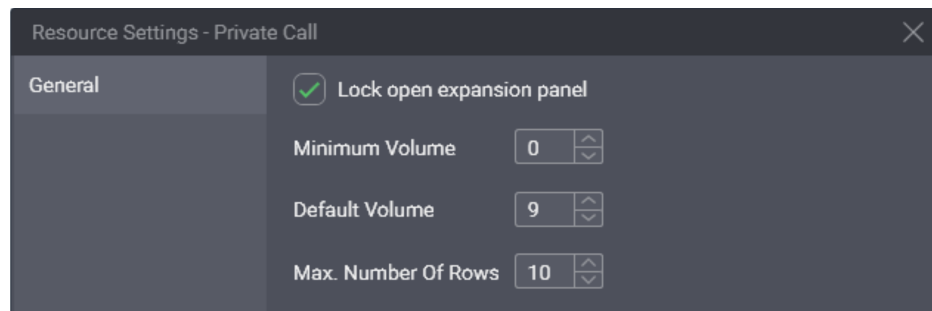 Resource Settings - Private Call
General
Lock open expansion panel
Minimum Volume 0
Default Volume 9
Max. Number Of Rows 10